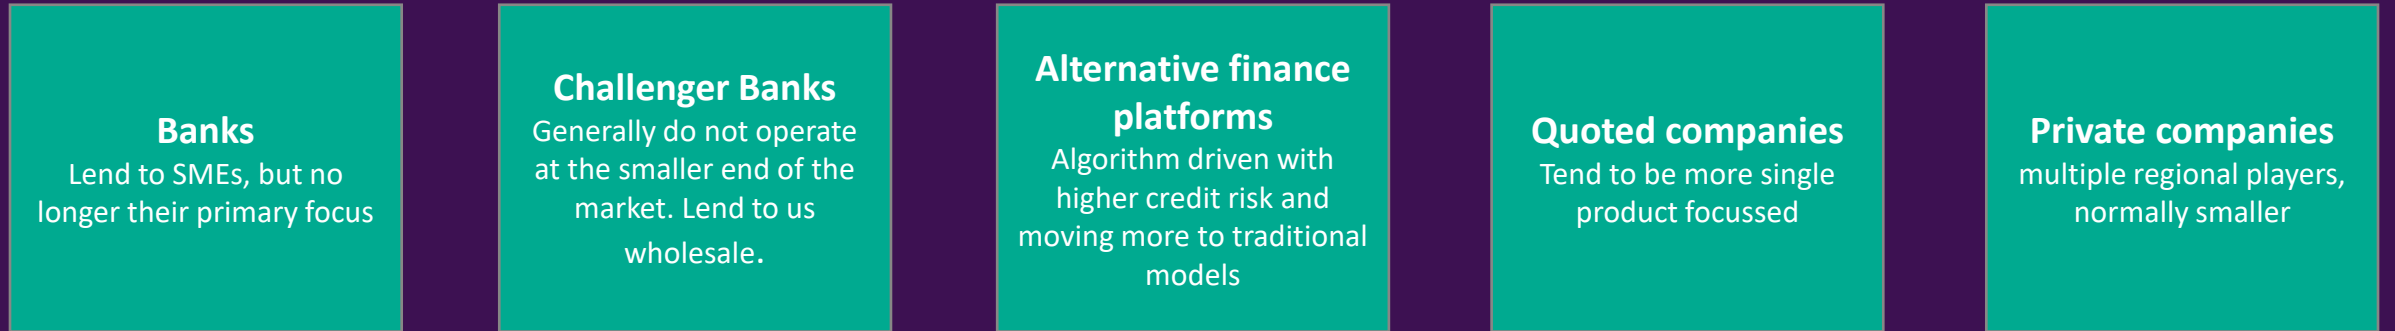 Banks
Lend to SMEs, but no
longer their primary focus
Challenger Banks
Generally do not operate
at the smaller end of the
market. Lend to us
wholesale.
Alternative finance
platforms
Algorithm driven with
higher credit risk and
moving more to traditional
models
Quoted companies
Tend to be more single
product focussed
Private companies
multiple regional players,
normally smaller